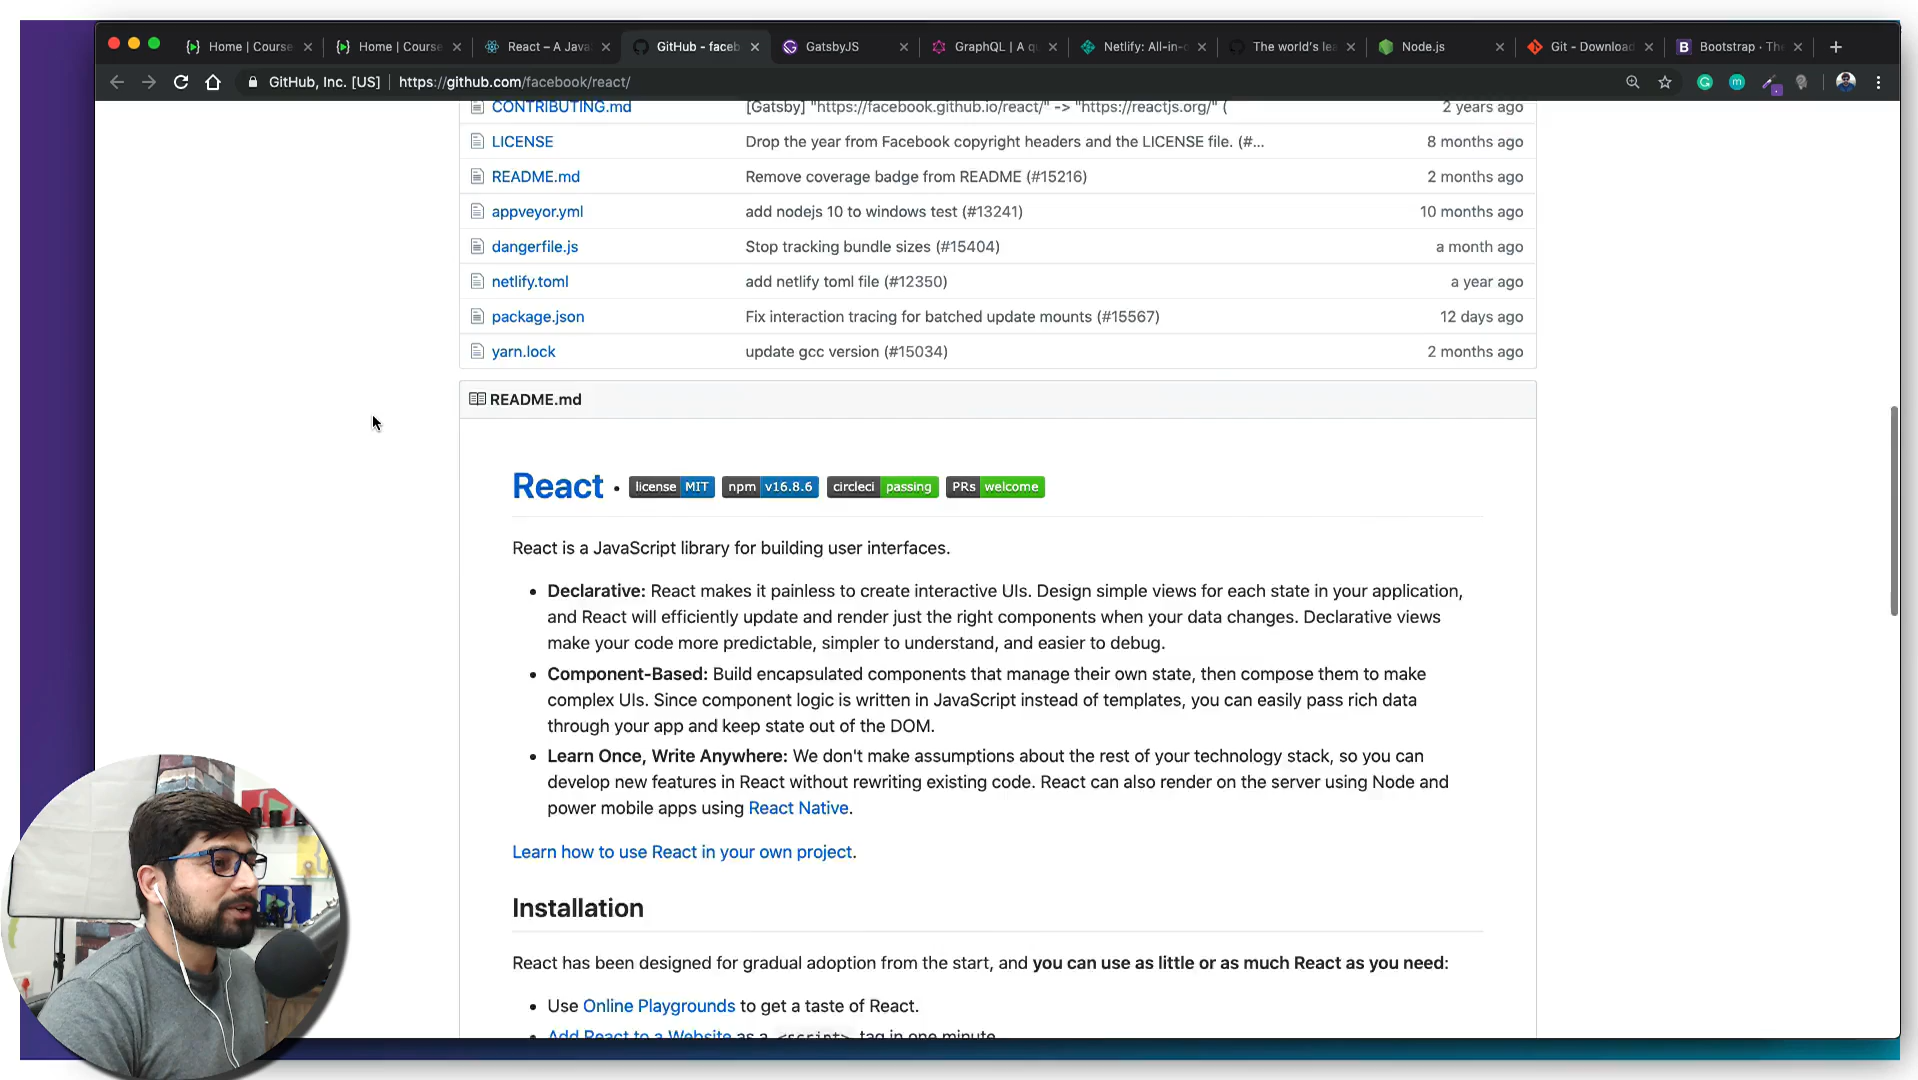 Home | Course
Home | Course
React – A Java
GitHub - faceb
GatsbyJS
GraphQL | A qu
Netlify: All-in-
The world's lea
Node.js
Git - Download
Bootstrap · The
GitHub, Inc. [US] | https://github.com/facebook/react/
CONTRIBUTING.md [Gatsby] "https://facebook.github.io/react/" -> "https://reactjs.org/" ( 2 years ago
LICENSE Drop the year from Facebook copyright headers and the LICENSE file. (#... 8 months ago
README.md Remove coverage badge from README (#15216) 2 months ago
appveyor.yml add nodejs 10 to windows test (#13241) 10 months ago
dangerfile.js Stop tracking bundle sizes (#15404) a month ago
netlify.toml add netlify toml file (#12350) a year ago
package.json Fix interaction tracing for batched update mounts (#15567) 12 days ago
yarn.lock update gcc version (#15034) 2 months ago
README.md
React · license MIT npm v16.8.6 circleci passing PRs welcome
React is a JavaScript library for building user interfaces.
• Declarative: React makes it painless to create interactive UIs. Design simple views for each state in your application,
and React will efficiently update and render just the right components when your data changes. Declarative views
make your code more predictable, simpler to understand, and easier to debug.
• Component-Based: Build encapsulated components that manage their own state, then compose them to make
complex UIs. Since component logic is written in JavaScript instead of templates, you can easily pass rich data
through your app and keep state out of the DOM.
• Learn Once, Write Anywhere: We don't make assumptions about the rest of your technology stack, so you can
develop new features in React without rewriting existing code. React can also render on the server using Node and
power mobile apps using React Native.
Learn how to use React in your own project.
Installation
React has been designed for gradual adoption from the start, and you can use as little or as much React as you need:
• Use Online Playgrounds to get a taste of React.
• Add React to a Website as a <script> tag in one minute.